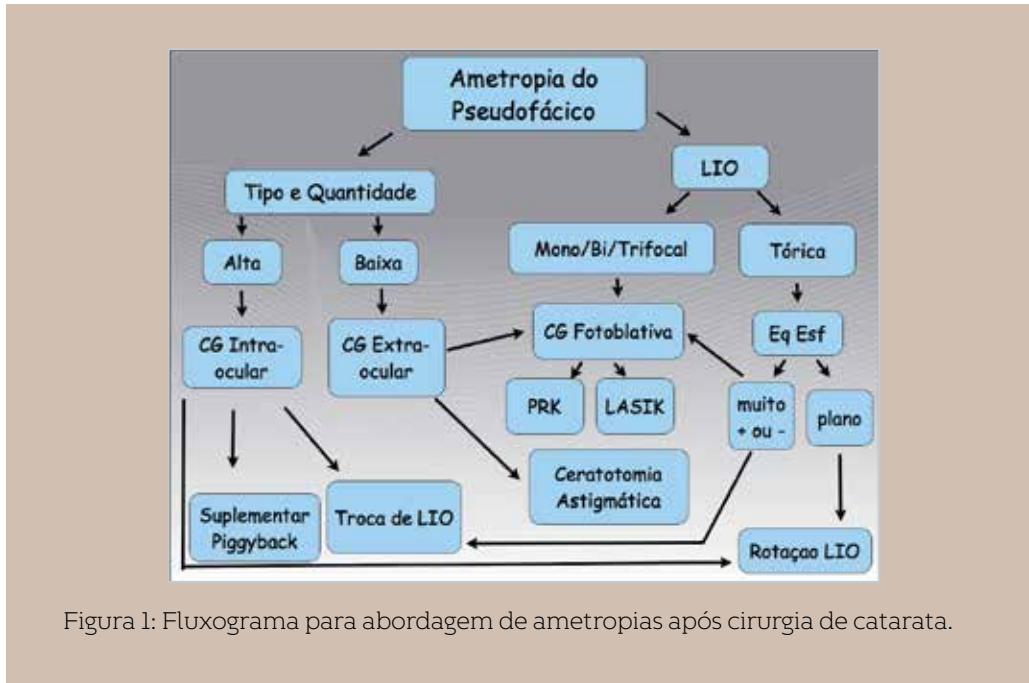 Ametropia do
Pseudofácico
LIO
Tipo e Quantidade
Mono/Bi/Trifocal
Tórica
Alta
Baixa
CG Intra-
ocular
CG Extra-
ocular
CG Fotoblativa
Eq Esf
PRK
LASIK
muito
+ ou -
plano
Ceratotomia
Astigmática
Suplementar
Piggyback
Troca de LIO
Rotaçao LIO
Figura 1: Fluxograma para abordagem de ametropias após cirurgia de catarata.